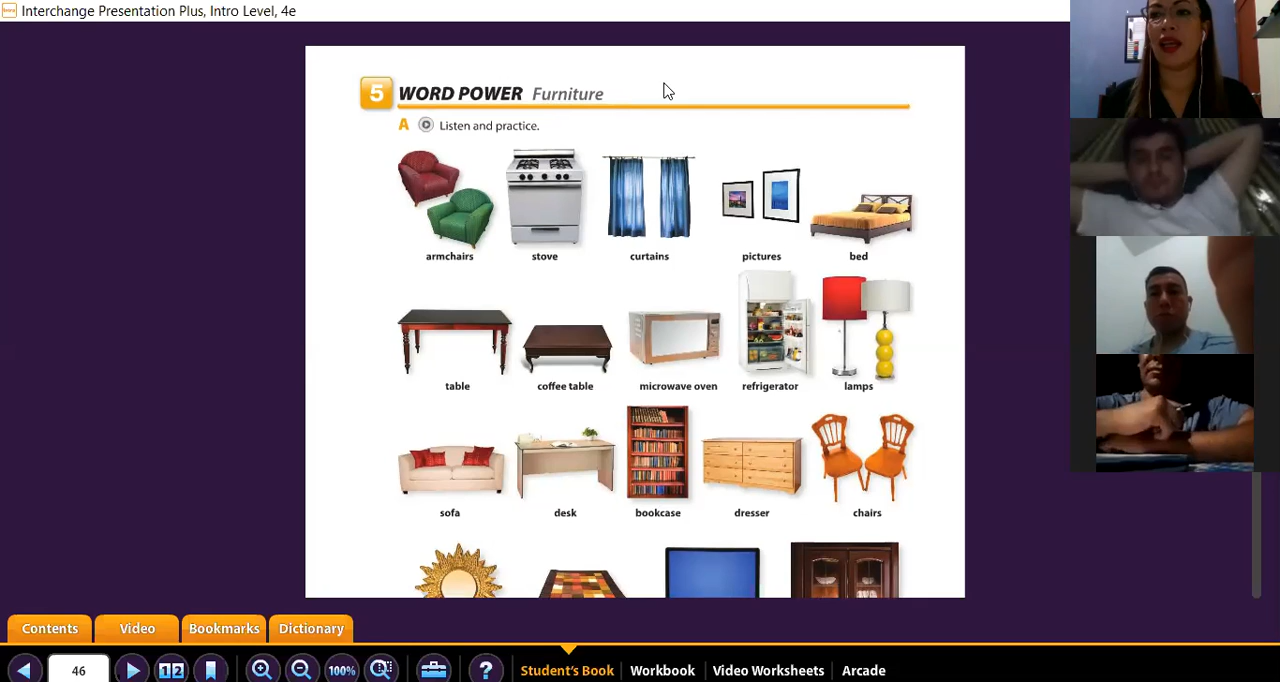 Interchange Presentation Plus, Intro Level, 4e
5 WORD POWER Furniture
A Listen and practice.
armchairs stove curtains pictures bed
table coffee table microwave oven refrigerator lamps
sofa desk bookcase dresser chairs
Contents Video Bookmarks Dictionary
46 1 2 100% ? Student's Book Workbook Video Worksheets Arcade